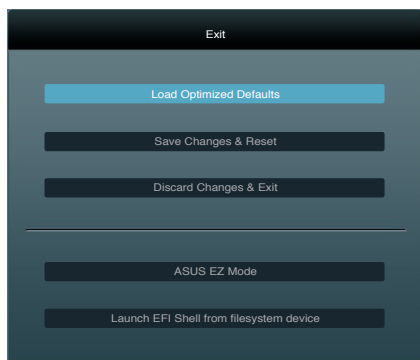 Exit
Load Optimized Defaults
Save Changes & Reset
Discard Changes & Exit
ASUS EZ Mode
Launch EFI Shell from filesystem device